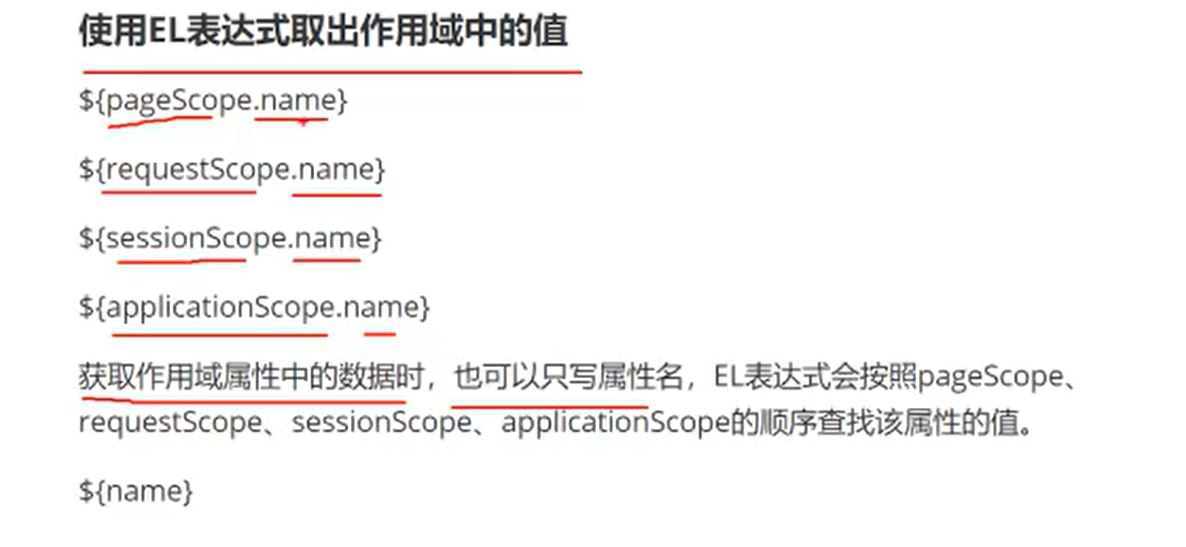 使用EL表达式取出作用域中的值
${pageScope.name}
${requestScope.name}
${sessionScope.name}
${applicationScope.name}
获取作用域属性中的数据时，也可以只写属性名，EL表达式会按照pageScope、
requestScope、sessionScope、applicationScope的顺序查找该属性的值。
${name}